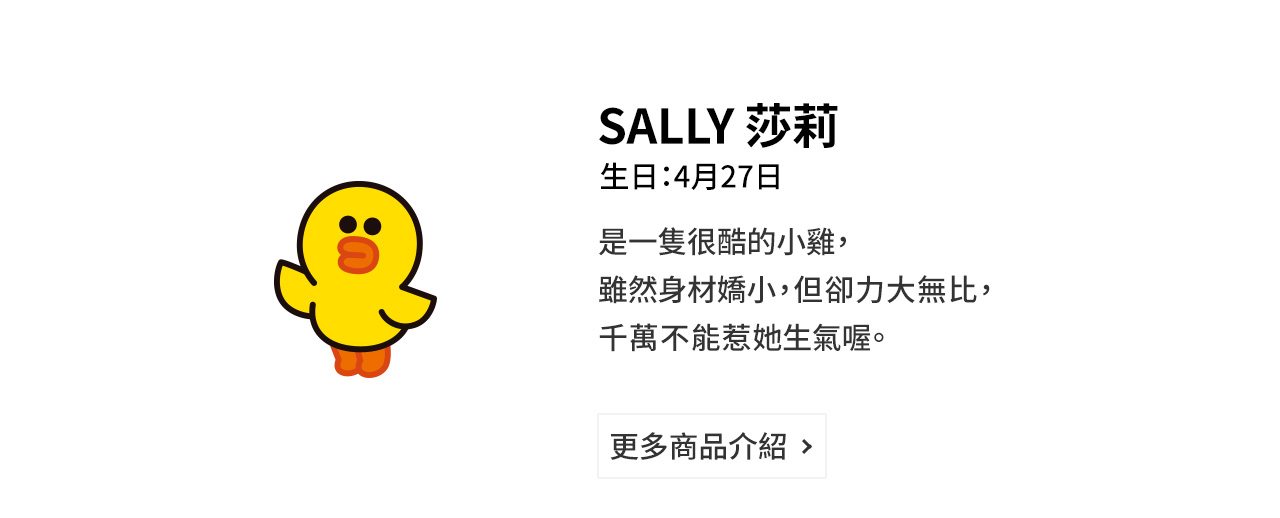 SALLY 莎莉
生日：4月27日
是一隻很酷的小雞，
雖然身材嬌小，但卻力大無比，
千萬不能惹她生氣喔。
更多商品介紹 >